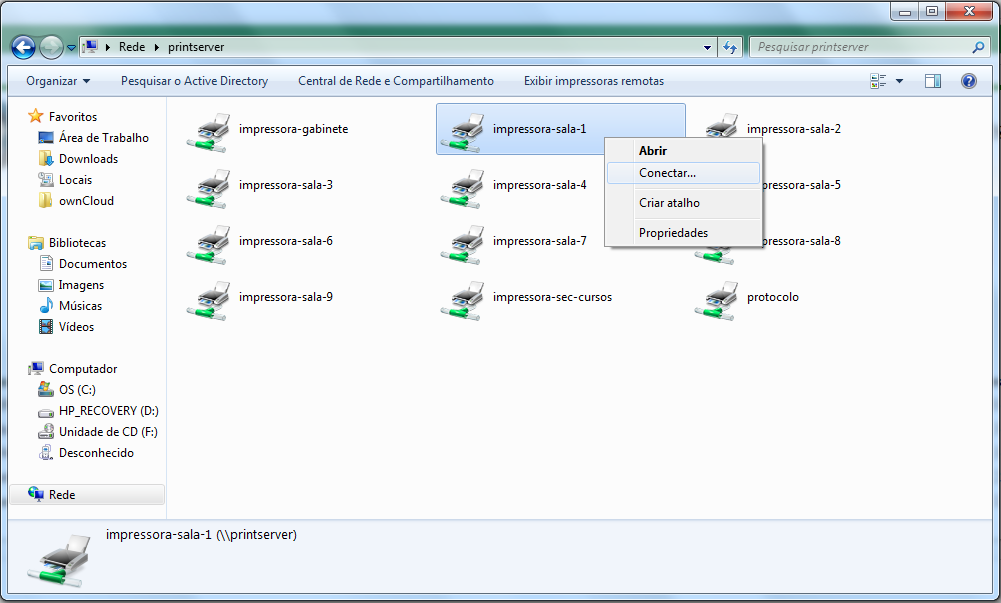 Rede printserver
Pesquisar printserver
Organizar Pesquisar o Active Directory Central de Rede e Compartilhamento Exibir impressoras remotas
Favoritos
Área de Trabalho
Downloads
Locais
ownCloud
Bibliotecas
Documentos
Imagens
Músicas
Vídeos
Computador
OS (C:)
HP_RECOVERY (D:)
Unidade de CD (F:)
Desconhecido
Rede
impressora-gabinete impressora-sala-1 impressora-sala-2
impressora-sala-3 impressora-sala-4 pressora-sala-5
impressora-sala-6 impressora-sala-7 pressora-sala-8
impressora-sala-9 impressora-sec-cursos protocolo
Abrir
Conectar...
Criar atalho
Propriedades
impressora-sala-1 (\\printserver)